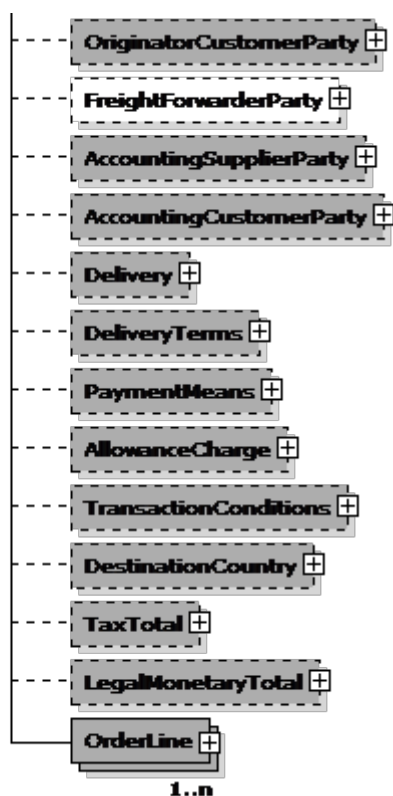 OriginatorCustomerParty
FreightForwarderParty
AccountingSupplierParty
AccountingCustomerParty
Delivery
DeliveryTerms
PaymentMeans
AllowanceCharge
TransactionConditions
DestinationCountry
TaxTotal
LegalMonetaryTotal
OrderLine
1..n